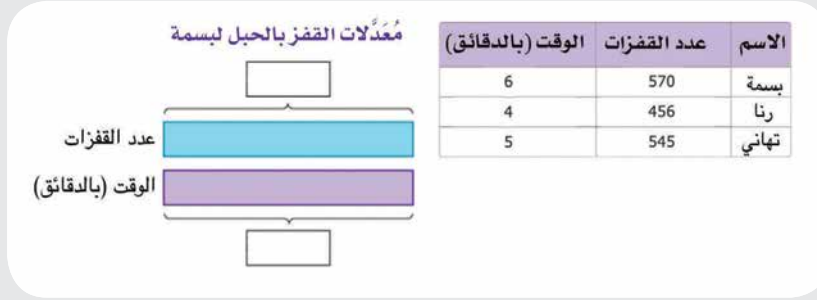 الاسم عدد القفزات الوقت (بالدقائق)
بسمة 570 6
رنا 456 4
تهاني 545 5
مُعَدَّلات القفز بالحبل لبسمة
عدد القفزات
الوقت (بالدقائق)